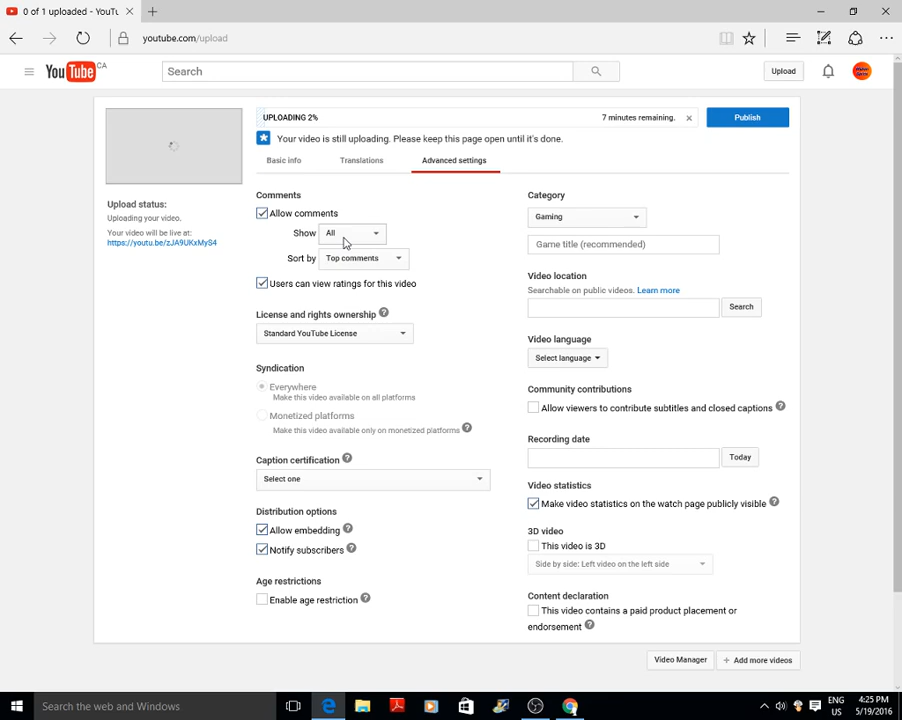 0 of 1 uploaded - YouTu
youtube.com/upload
YouTube CA
Search
Upload
UPLOADING 2%
7 minutes remaining.
Publish
Your video is still uploading. Please keep this page open until it's done.
Basic info
Translations
Advanced settings
Upload status:
Uploading your video.
Your video will be live at:
https://youtu.be/zJA9UKxMyS4
Comments
Allow comments
Show All
Sort by Top comments
Users can view ratings for this video
License and rights ownership ?
Standard YouTube License
Syndication
Everywhere
Make this video available on all platforms
Monetized platforms
Make this video available only on monetized platforms ?
Caption certification ?
Select one
Distribution options
Allow embedding ?
Notify subscribers ?
Age restrictions
Enable age restriction ?
Category
Gaming
Game title (recommended)
Video location
Searchable on public videos. Learn more
Search
Video language
Select language
Community contributions
Allow viewers to contribute subtitles and closed captions ?
Recording date
Today
Video statistics
Make video statistics on the watch page publicly visible ?
3D video
This video is 3D
Side by side: Left video on the left side
Content declaration
This video contains a paid product placement or
endorsement ?
Video Manager
+ Add more videos
Search the web and Windows
ENG
US
4:25 PM
5/19/2016